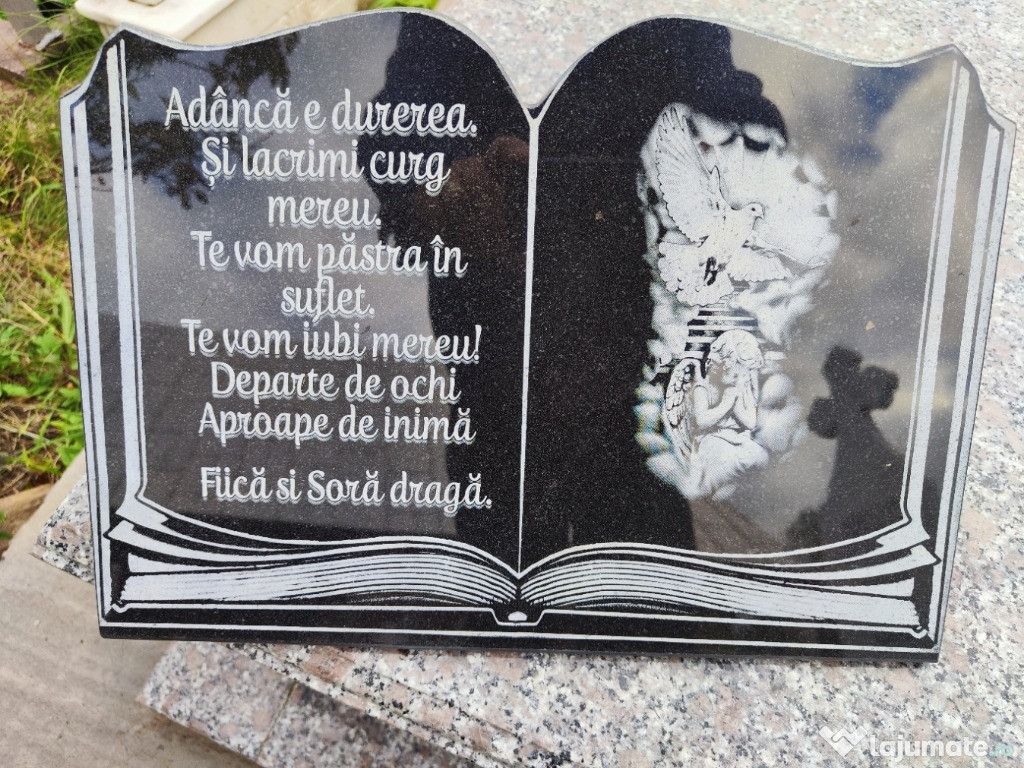 Adâncă e durerea.
Și lacrimi curg
mereu.
Te vom păstra în
suflet.
Te vom iubi mereu!
Departe de ochi
Aproape de inimă
Fiică si Soră dragă.
lajumate.ro